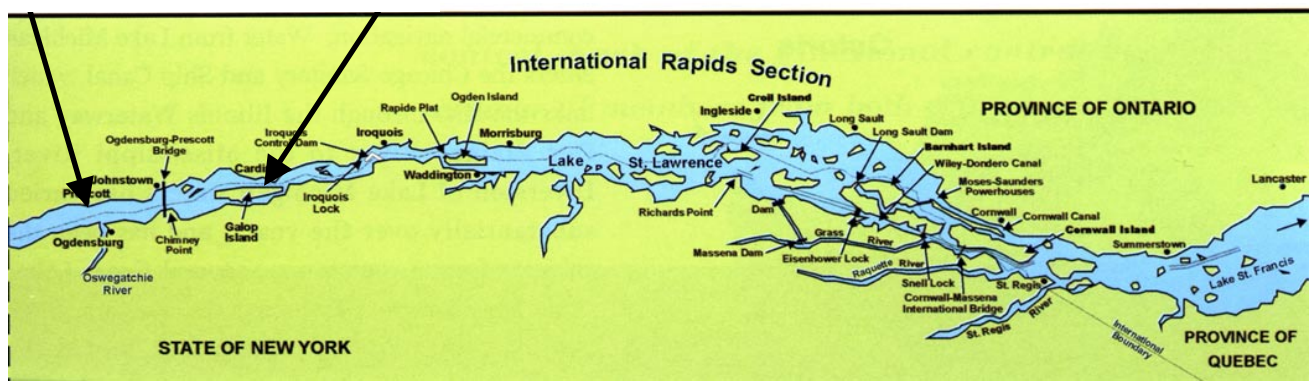 International Rapids Section
PROVINCE OF ONTARIO
Ogdensburg-Prescott
Bridge
Johnstown
Prescott
Ogdensburg
Oswegatchie
River
Chimney
Point
Cardin
Galop
Island
Iroquois
Control Dam
Iroquois
Lock
Iroquois
Rapide Plat
Ogden Island
Morrisburg
Waddington
Lake
St. Lawrence
Ingleside
Croil Island
Richards Point
Long Sault
Long Sault Dam
Barnhart Island
Wiley-Dondero Canal
Moses-Saunders
Powerhouses
Cornwall
Cornwall Canal
Cornwall Island
Dam
Massena Dam
Grass
River
Eisenhower Lock
Raquette
River
Snell Lock
Cornwall-Massena
International Bridge
St. Regis
St. Regis
River
Summerstown
Lancaster
Lake St. Francis
International
Boundary
STATE OF NEW YORK
PROVINCE OF
QUEBEC